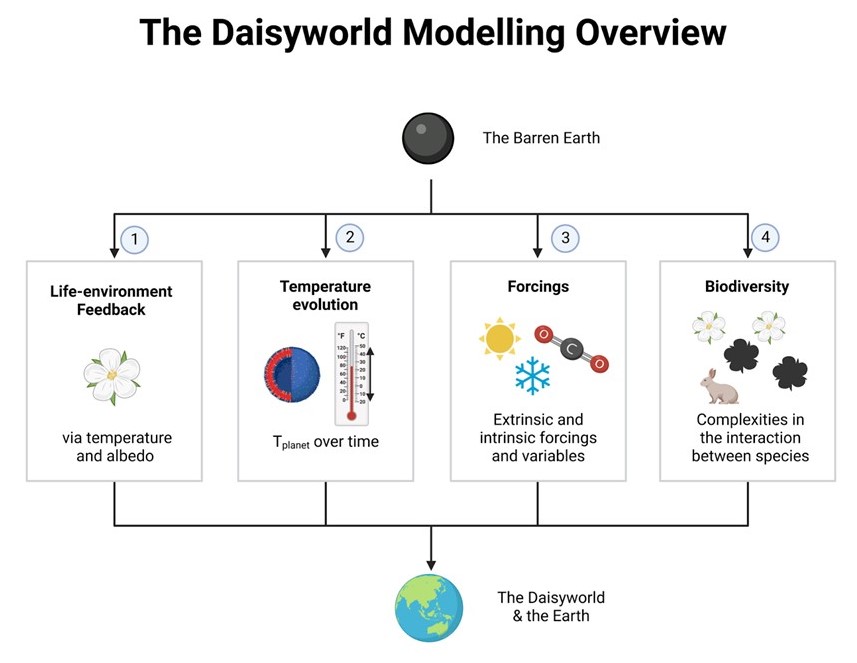 The Daisyworld Modelling Overview
The Barren Earth
1
2
3
4
Life-environment
Feedback
via temperature
and albedo
Temperature
evolution
°F °C
120
100
80
60
40
20
0
50
40
30
20
10
0
10
20
Tplanet over time
Forcings
O C O
Extrinsic and
intrinsic forcings
and variables
Biodiversity
Complexities in
the interaction
between species
The Daisyworld
& the Earth